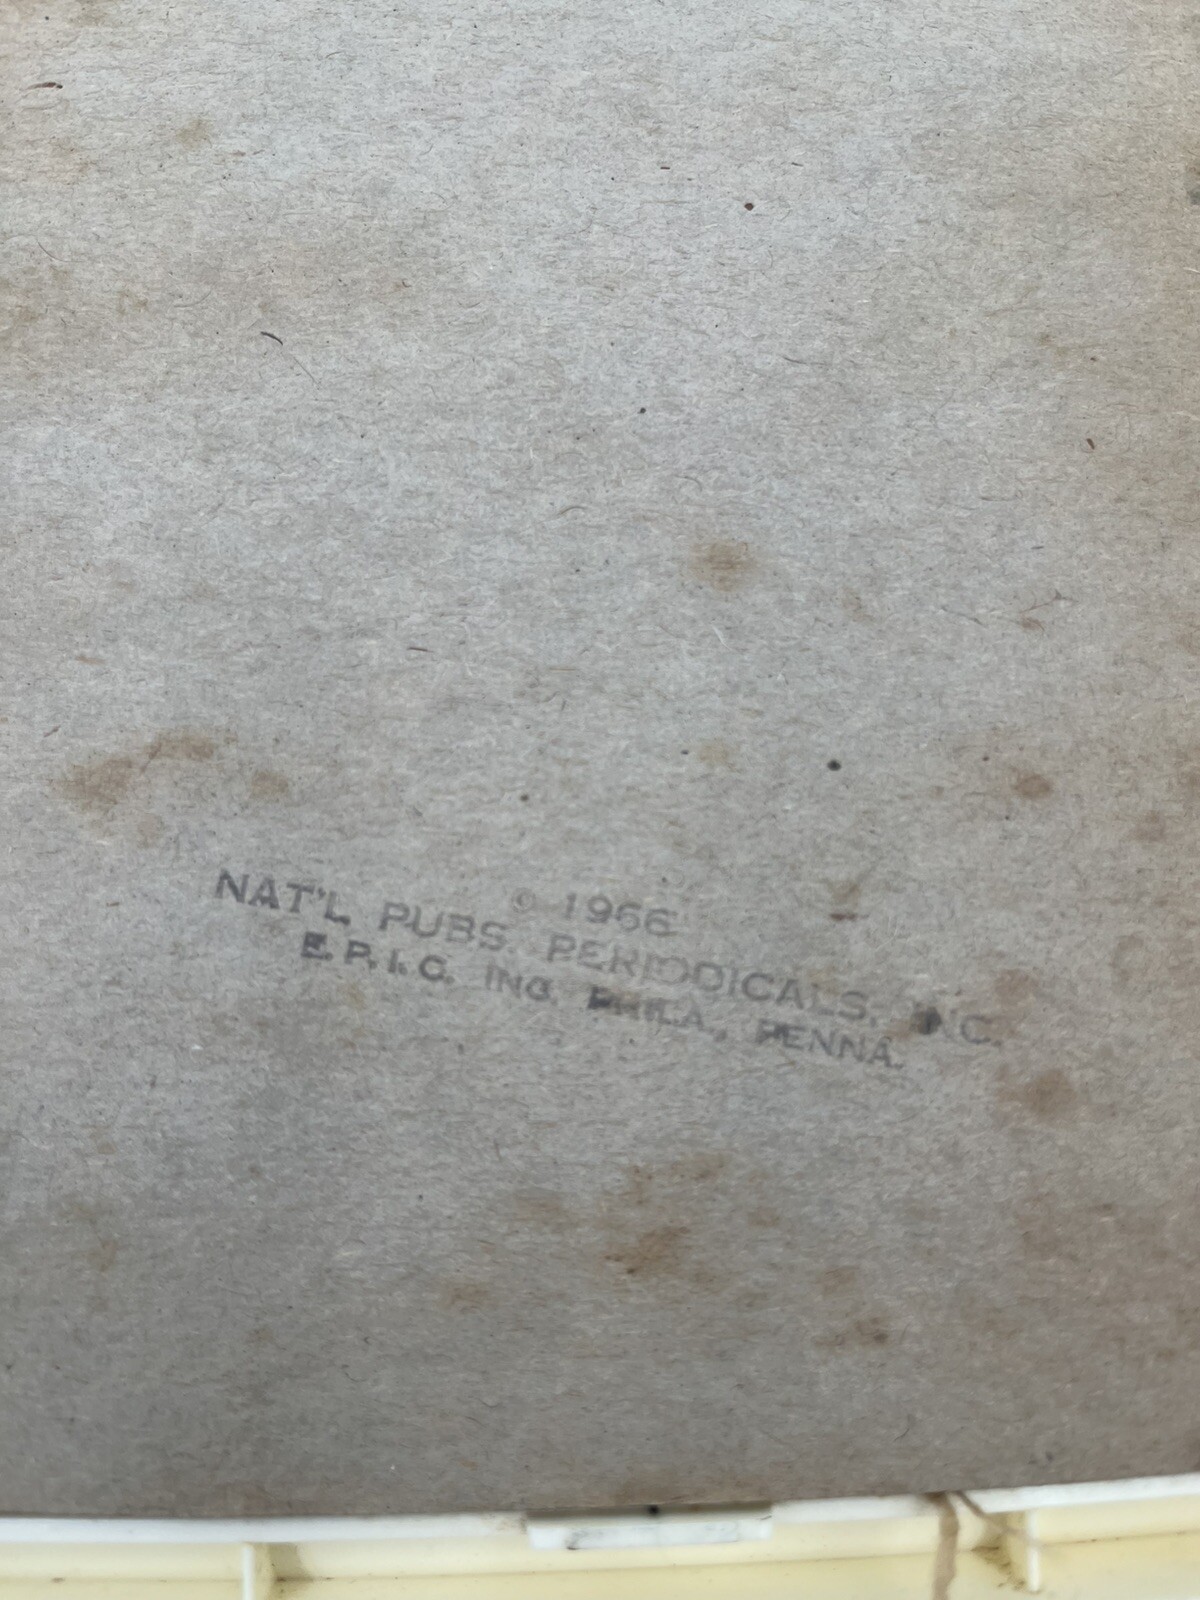 © 1966
NAT'L PUBS. PERIODICALS, INC.
E.P.I.C. INC. PHILA., PENNA.